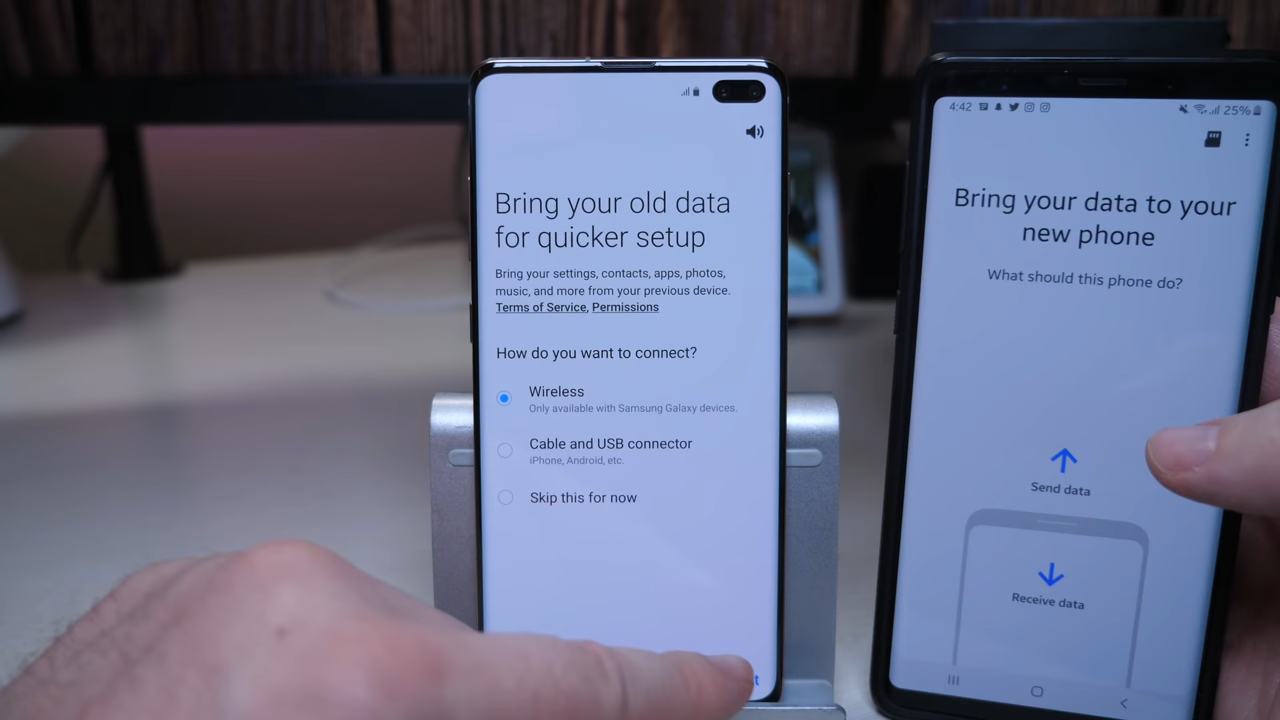 Bring your old data
for quicker setup
Bring your settings, contacts, apps, photos,
music, and more from your previous device.
Terms of Service, Permissions
How do you want to connect?
Wireless
Only available with Samsung Galaxy devices.
Cable and USB connector
iPhone, Android, etc.
Skip this for now
4:42
25%
Bring your data to your
new phone
What should this phone do?
Send data
Receive data